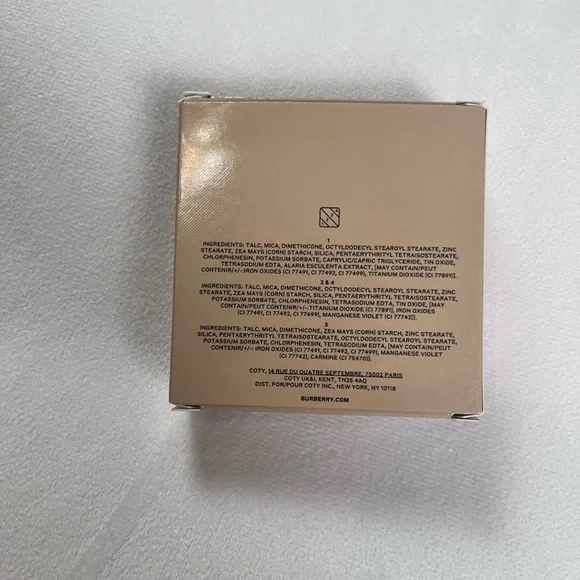 1
INGREDIENTS: TALC, MICA, DIMETHICONE, OCTYLDODECYL STEAROYL STEARATE, ZINC
STEARATE, ZEA MAYS (CORN) STARCH, SILICA, PENTAERYTHRITYL TETRAISOSTEARATE,
CHLORPHENESIN, POTASSIUM SORBATE, CAPRYLIC/CAPRIC TRIGLYCERIDE, TIN OXIDE,
TETRASODIUM EDTA, ALARIA ESCULENTA EXTRACT, [MAY CONTAIN/PEUT
CONTENIR/+/-:IRON OXIDES (CI 77491, CI 77492, CI 77499), TITANIUM DIOXIDE (CI 77891)].
2 & 4
INGREDIENTS: TALC, MICA, DIMETHICONE, OCTYLDODECYL STEAROYL STEARATE, ZINC
STEARATE, ZEA MAYS (CORN) STARCH, SILICA, PENTAERYTHRITYL TETRAISOSTEARATE,
POTASSIUM SORBATE, CHLORPHENESIN, TETRASODIUM EDTA, TIN OXIDE, [MAY
CONTAIN/PEUT CONTENIR/+/-:TITANIUM DIOXIDE (CI 77891), IRON OXIDES
(CI 77491, CI 77492, CI 77499), MANGANESE VIOLET (CI 77742)].
3
INGREDIENTS: TALC, MICA, DIMETHICONE, ZEA MAYS (CORN) STARCH, ZINC STEARATE,
SILICA, PENTAERYTHRITYL TETRAISOSTEARATE, OCTYLDODECYL STEAROYL STEARATE,
POTASSIUM SORBATE, CHLORPHENESIN, TETRASODIUM EDTA, [MAY CONTAIN/PEUT
CONTENIR/+/-: IRON OXIDES (CI 77491, CI 77492, CI 77499), MANGANESE VIOLET
(CI 77742), CARMINE (CI 75470)].
COTY, 14 RUE DU QUATRE SEPTEMBRE, 75002 PARIS
COTY UK&I, KENT, TN25 4AQ
DIST. FOR/POUR COTY INC., NEW YORK, NY 10118
BURBERRY.COM